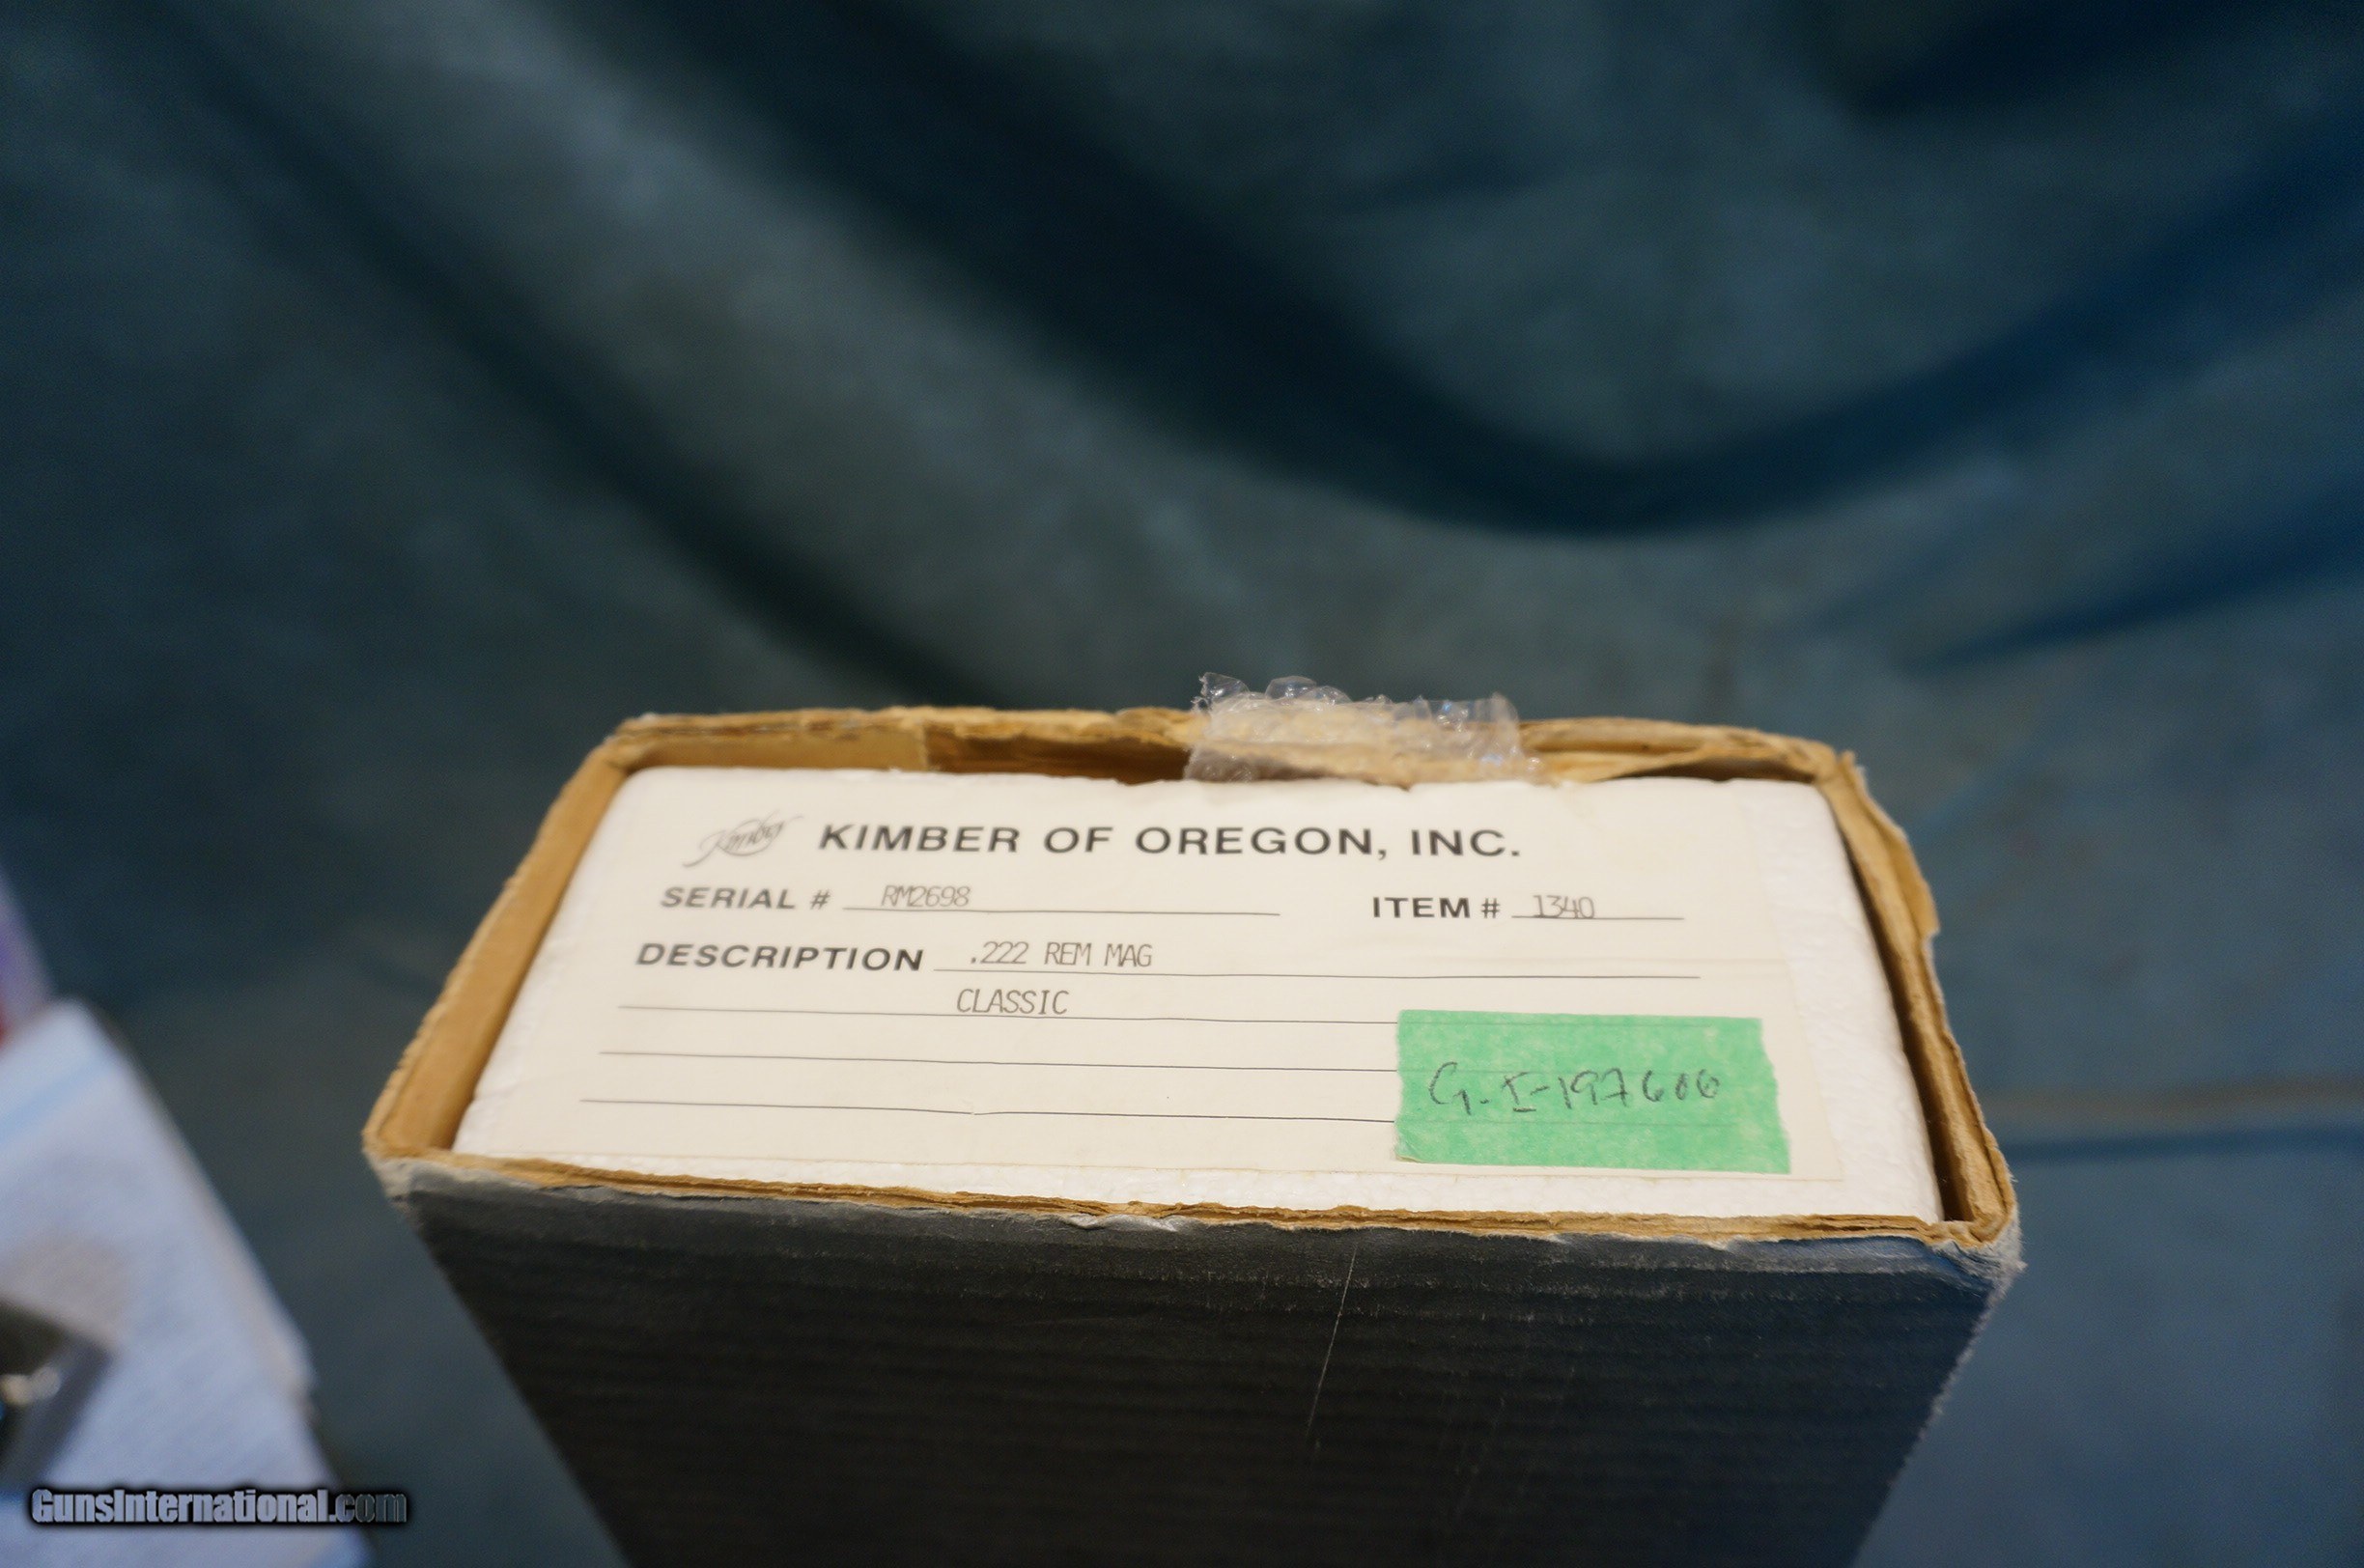 Kimber KIMBER OF OREGON, INC.
SERIAL # RM2698 ITEM # 1340
DESCRIPTION .222 REM MAG
CLASSIC
G.I-197606
GunsInternational.com